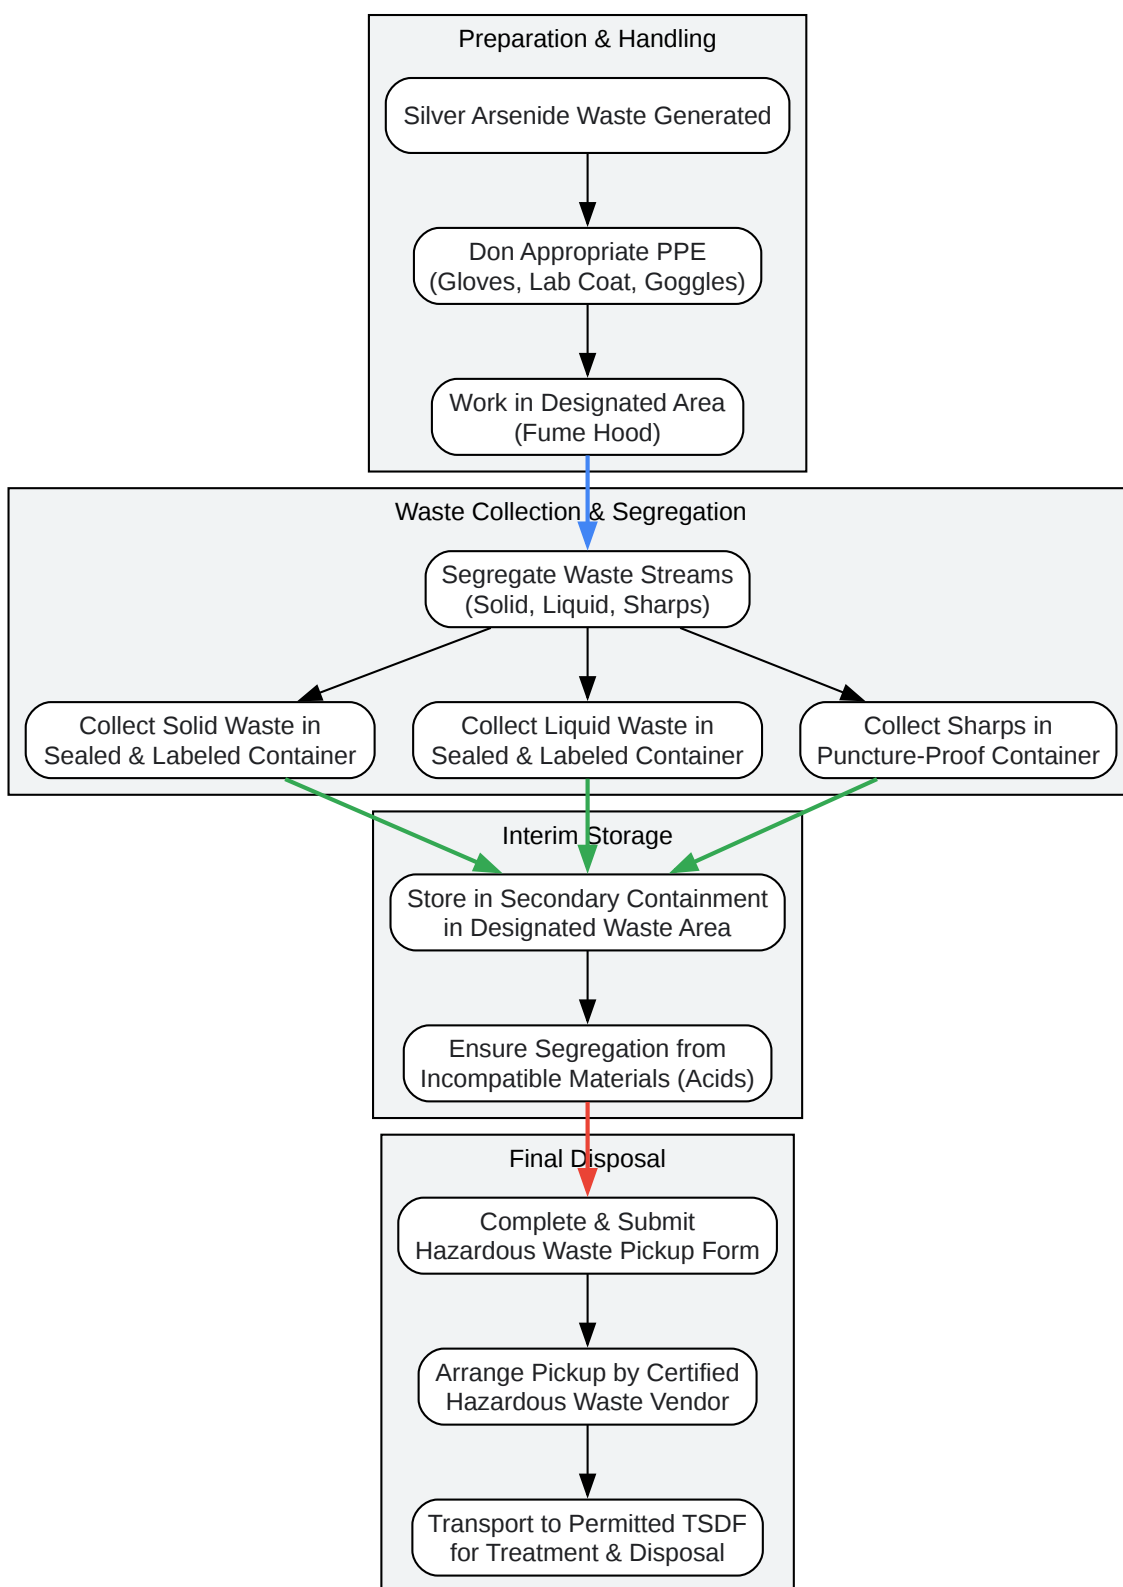 Preparation & Handling
Silver Arsenide Waste Generated
Don Appropriate PPE
(Gloves, Lab Coat, Goggles)
Work in Designated Area
(Fume Hood)
Waste Collection & Segregation
Segregate Waste Streams
(Solid, Liquid, Sharps)
Collect Solid Waste in
Sealed & Labeled Container
Collect Liquid Waste in
Sealed & Labeled Container
Collect Sharps in
Puncture-Proof Container
Interim Storage
Store in Secondary Containment
in Designated Waste Area
Ensure Segregation from
Incompatible Materials (Acids)
Final Disposal
Complete & Submit
Hazardous Waste Pickup Form
Arrange Pickup by Certified
Hazardous Waste Vendor
Transport to Permitted TSDF
for Treatment & Disposal